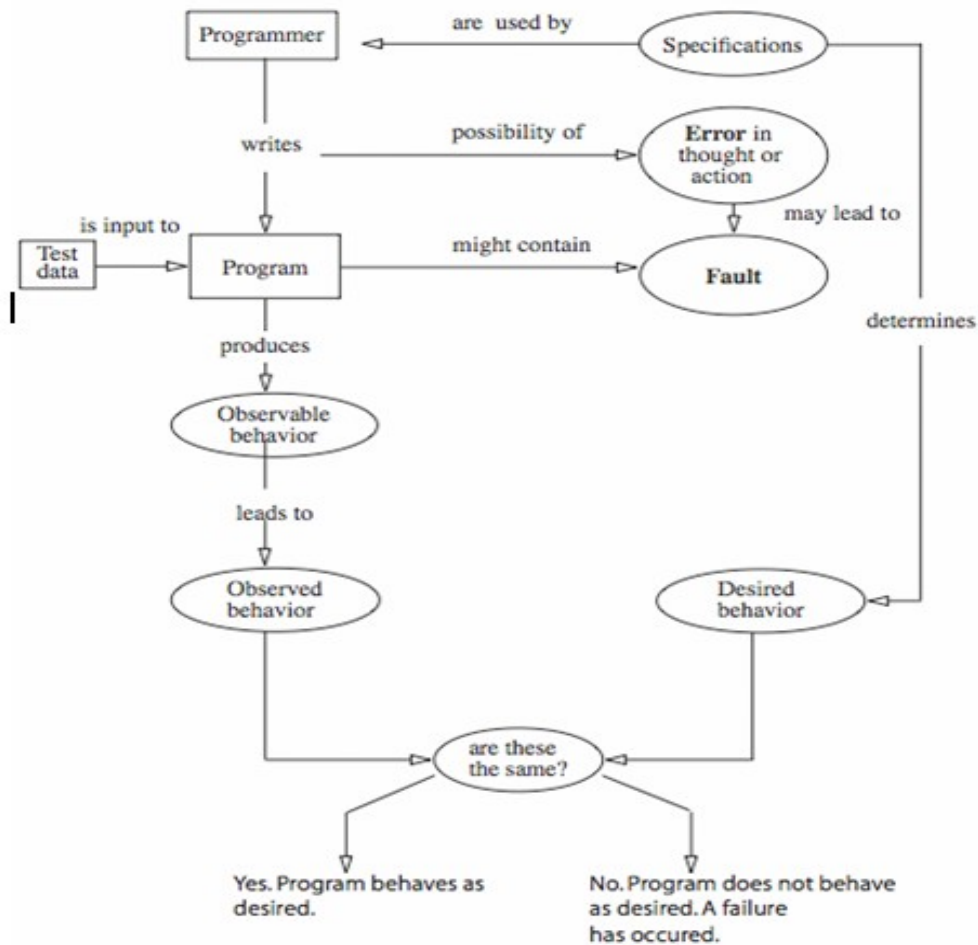 Programmer
are used by
Specifications
writes
possibility of
Error in
thought or
action
is input to
may lead to
Test
data
Program
might contain
Fault
determines
produces
Observable
behavior
leads to
Observed
behavior
Desired
behavior
are these
the same?
Yes. Program behaves as
desired.
No. Program does not behave
as desired. A failure
has occured.